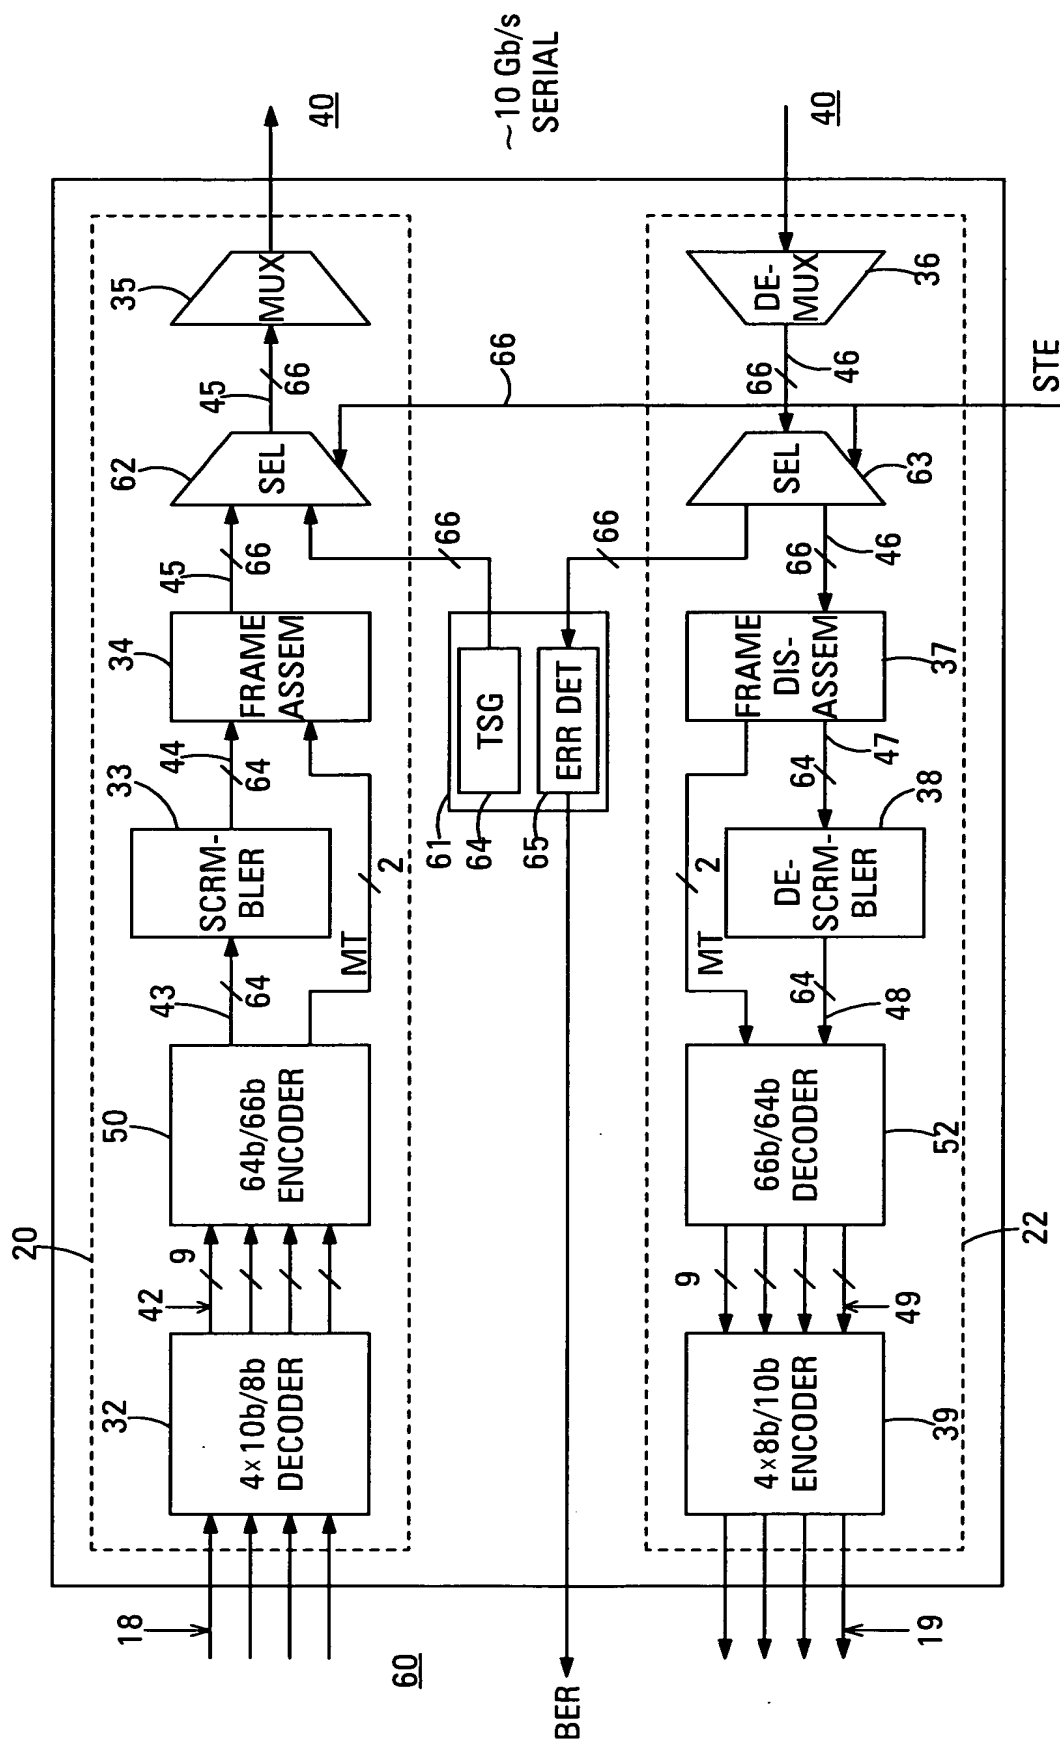 20
18
42
9
43
64
33
44
64
34
45
66
62
45
66
35
40
32
4×10b/8b
DECODER
50
64b/66b
ENCODER
SCRM-
BLER
FRAME
ASSEM
SEL
MUX
MT
2
60
61
64
65
TSG
ERR DET
66
66
66
~10 Gb/s
SERIAL
BER
MT
2
9
4×8b/10b
ENCODER
66b/64b
DECODER
64
DE-
SCRM-
BLER
64
FRAME
DIS-
ASSEM
66
SEL
66
DE-
MUX
40
19
39
49
52
48
38
47
37
46
63
46
36
22
STE